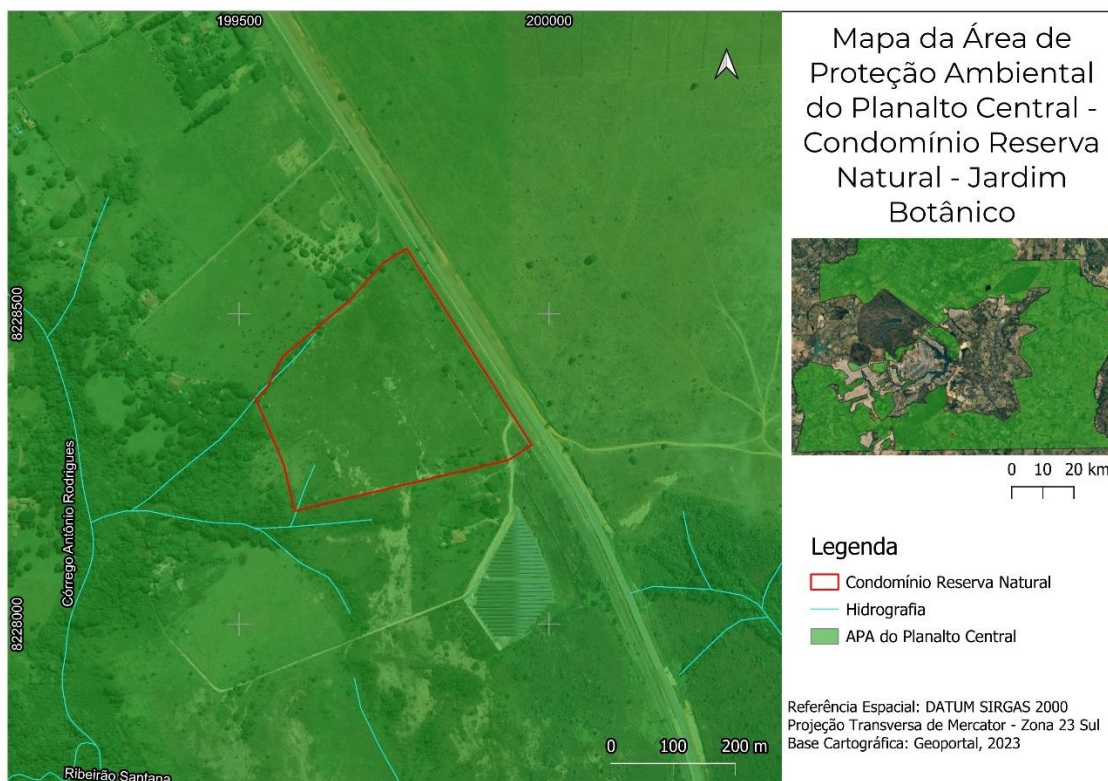 199500
200000
8228500
8228000
Córrego Antônio Rodrigues
Ribeirão Santana
0 100 200 m
Mapa da Área de
Proteção Ambiental
do Planalto Central -
Condomínio Reserva
Natural - Jardim
Botânico
0 10 20 km
Legenda
Condomínio Reserva Natural
Hidrografia
APA do Planalto Central
Referência Espacial: DATUM SIRGAS 2000
Projeção Transversa de Mercator - Zona 23 Sul
Base Cartográfica: Geoportal, 2023